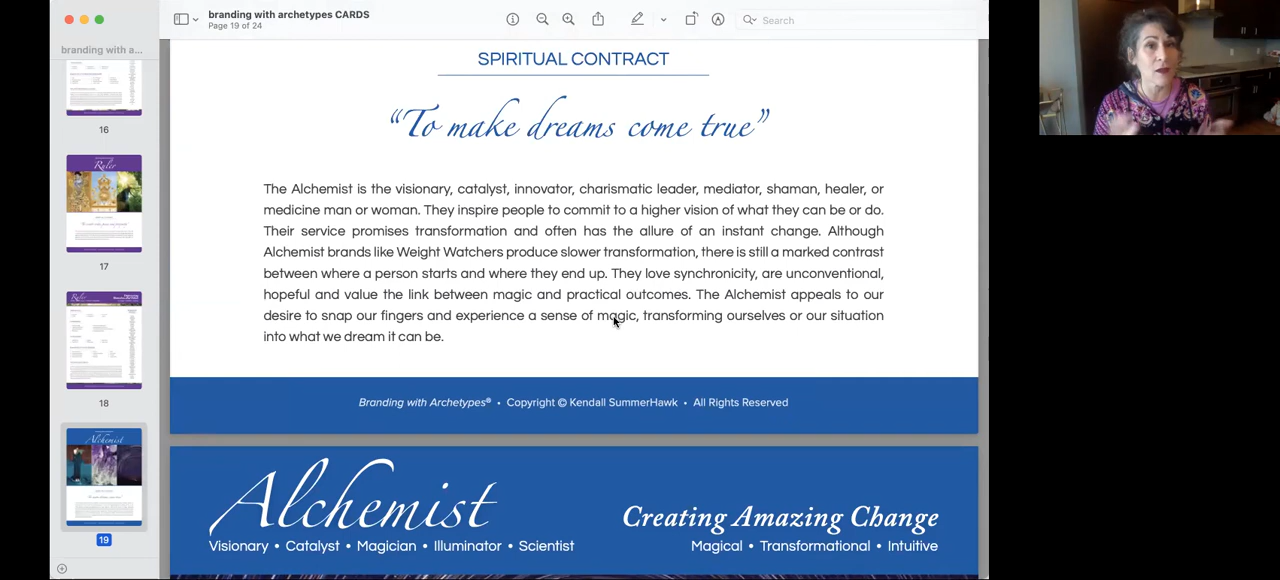 branding with archetypes CARDS
Page 19 of 24
Search
branding with a...
16
Ruler
17
Ruler
18
Alchemist
19
SPIRITUAL CONTRACT
“To make dreams come true”
The Alchemist is the visionary, catalyst, innovator, charismatic leader, mediator, shaman, healer, or
medicine man or woman. They inspire people to commit to a higher vision of what they can be or do.
Their service promises transformation and often has the allure of an instant change. Although
Alchemist brands like Weight Watchers produce slower transformation, there is still a marked contrast
between where a person starts and where they end up. They love synchronicity, are unconventional,
hopeful and value the link between magic and practical outcomes. The Alchemist appeals to our
desire to snap our fingers and experience a sense of magic, transforming ourselves or our situation
into what we dream it can be.
Branding with Archetypes® • Copyright © Kendall SummerHawk • All Rights Reserved
Alchemist
Creating Amazing Change
Visionary • Catalyst • Magician • Illuminator • Scientist
Magical • Transformational • Intuitive